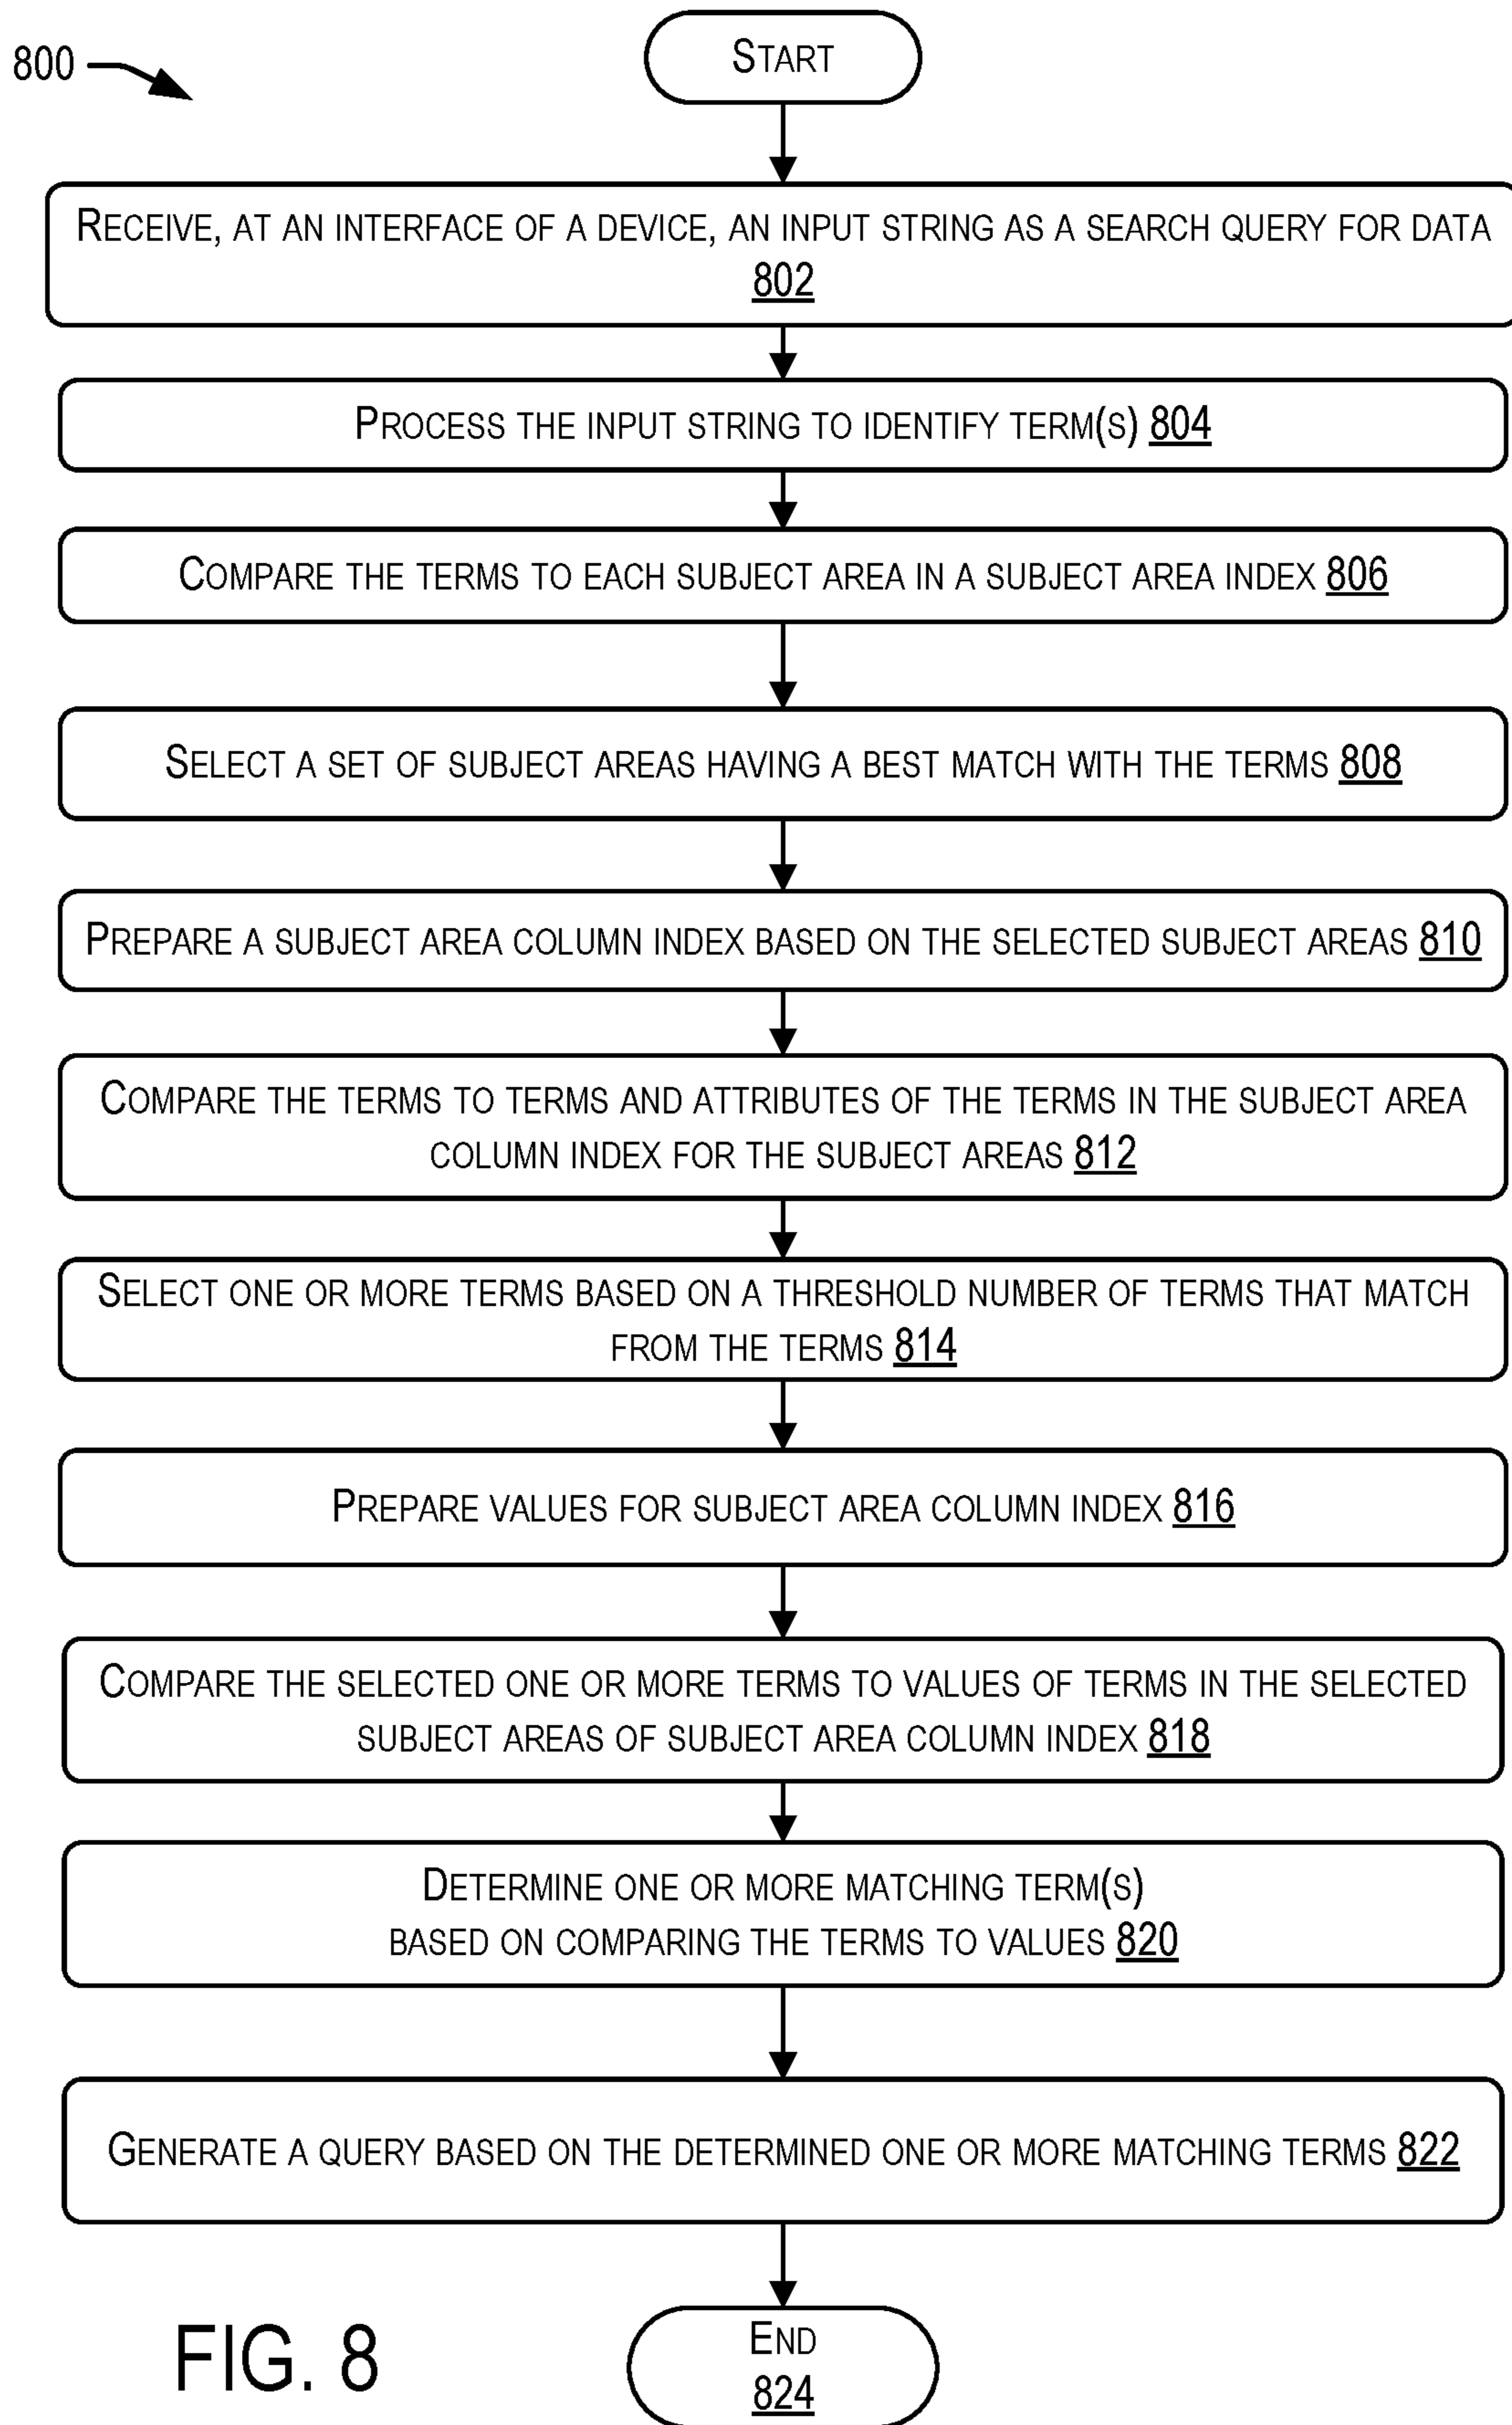 800
START
RECEIVE, AT AN INTERFACE OF A DEVICE, AN INPUT STRING AS A SEARCH QUERY FOR DATA
802
PROCESS THE INPUT STRING TO IDENTIFY TERM(S) 804
COMPARE THE TERMS TO EACH SUBJECT AREA IN A SUBJECT AREA INDEX 806
SELECT A SET OF SUBJECT AREAS HAVING A BEST MATCH WITH THE TERMS 808
PREPARE A SUBJECT AREA COLUMN INDEX BASED ON THE SELECTED SUBJECT AREAS 810
COMPARE THE TERMS TO TERMS AND ATTRIBUTES OF THE TERMS IN THE SUBJECT AREA
COLUMN INDEX FOR THE SUBJECT AREAS 812
SELECT ONE OR MORE TERMS BASED ON A THRESHOLD NUMBER OF TERMS THAT MATCH
FROM THE TERMS 814
PREPARE VALUES FOR SUBJECT AREA COLUMN INDEX 816
COMPARE THE SELECTED ONE OR MORE TERMS TO VALUES OF TERMS IN THE SELECTED
SUBJECT AREAS OF SUBJECT AREA COLUMN INDEX 818
DETERMINE ONE OR MORE MATCHING TERM(S)
BASED ON COMPARING THE TERMS TO VALUES 820
GENERATE A QUERY BASED ON THE DETERMINED ONE OR MORE MATCHING TERMS 822
END
824
FIG. 8